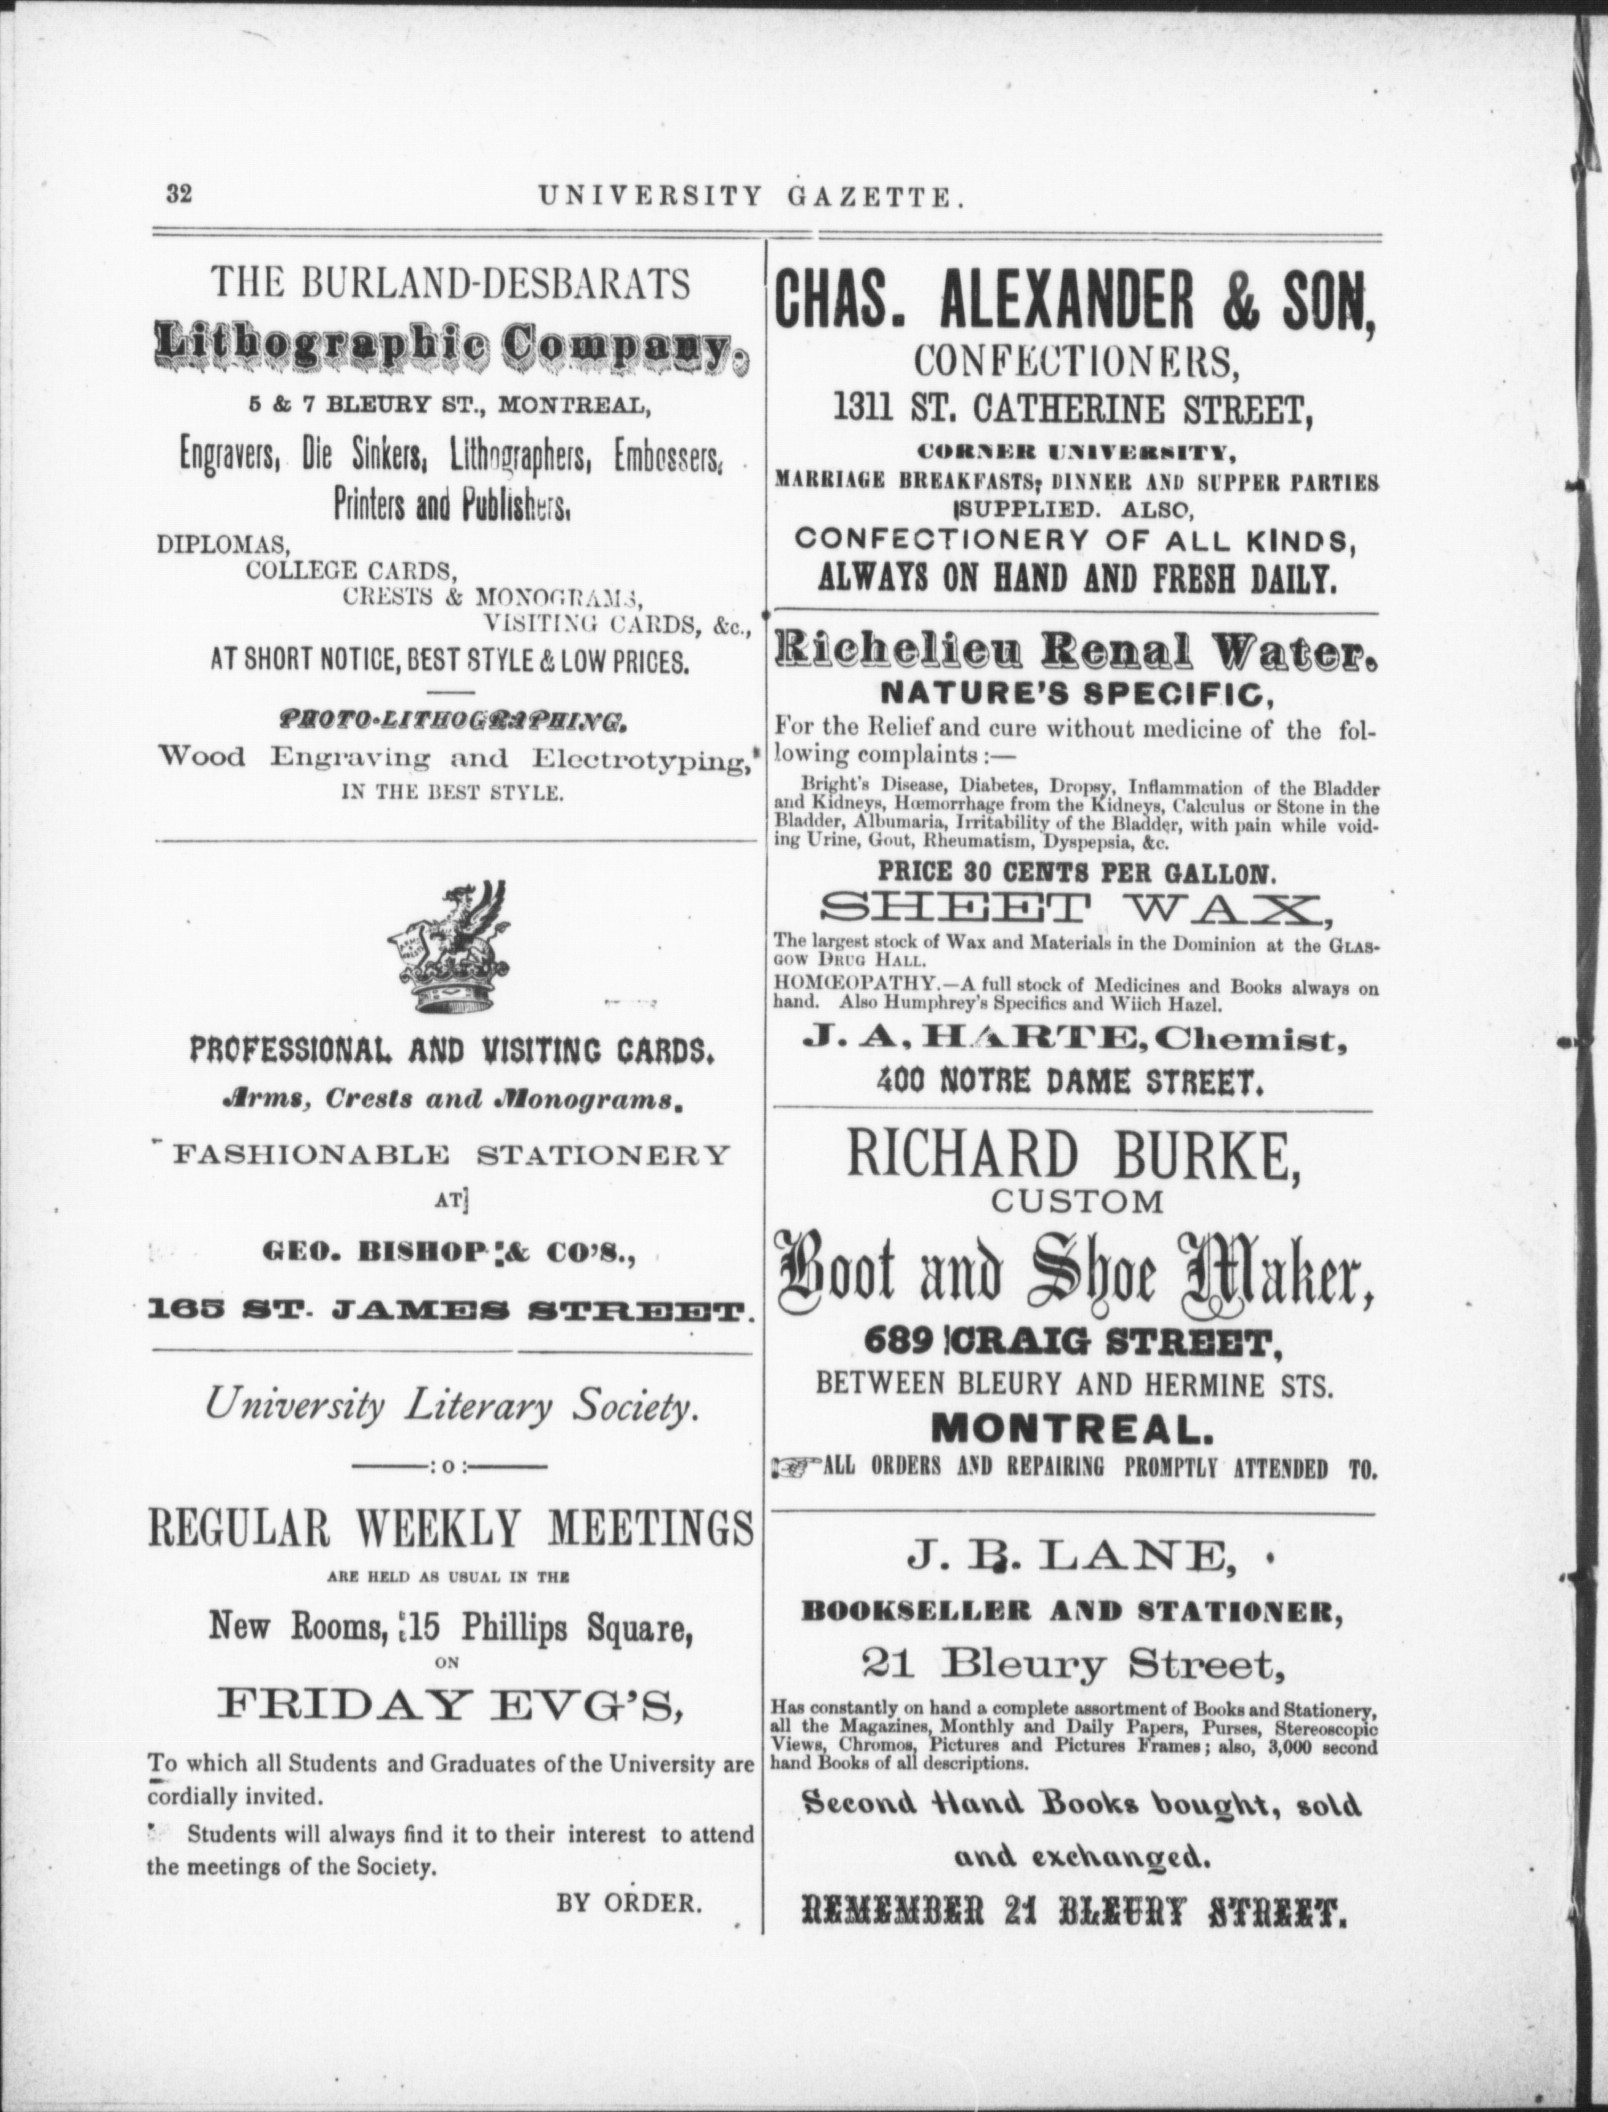 32
UNIVERSITY GAZETTE.
THE BURLAND-DESBARATS
Lithographic Company,
5 & 7 BLEURY ST., MONTREAL,
Engravers, Die Sinkers, Lithographers, Embossers,
Printers and Publishers,
DIPLOMAS,
COLLEGE CARDS,
CRESTS & MONOGRAMS,
VISITING CARDS, &c.,
AT SHORT NOTICE, BEST STYLE & LOW PRICES.
PHOTO-LITHOGRAPHING.
Wood Engraving and Electrotyping,
IN THE BEST STYLE.
PROFESSIONAL AND VISITING CARDS.
Arms, Crests and Monograms.
FASHIONABLE STATIONERY
AT
GEO. BISHOP & CO'S.,
165 ST. JAMES STREET.
University Literary Society.
:o:
REGULAR WEEKLY MEETINGS
ARE HELD AS USUAL IN THE
New Rooms, 15 Phillips Square,
ON
FRIDAY EVG'S,
To which all Students and Graduates of the University are
cordially invited.
Students will always find it to their interest to attend
the meetings of the Society.
BY ORDER.
CHAS. ALEXANDER & SON,
CONFECTIONERS,
1311 ST. CATHERINE STREET,
CORNER UNIVERSITY,
MARRIAGE BREAKFASTS, DINNER AND SUPPER PARTIES
SUPPLIED. ALSO,
CONFECTIONERY OF ALL KINDS,
ALWAYS ON HAND AND FRESH DAILY.
Richelieu Renal Water.
NATURE'S SPECIFIC,
For the Relief and cure without medicine of the fol-
lowing complaints :—
Bright's Disease, Diabetes, Dropsy, Inflammation of the Bladder
and Kidneys, Hœmorrhage from the Kidneys, Calculus or Stone in the
Bladder, Albumaria, Irritability of the Bladder, with pain while void-
ing Urine, Gout, Rheumatism, Dyspepsia, &c.
PRICE 30 CENTS PER GALLON.
SHEET WAX,
The largest stock of Wax and Materials in the Dominion at the GLAS-
GOW DRUG HALL.
HOMŒOPATHY.—A full stock of Medicines and Books always on
hand. Also Humphrey's Specifics and Wiich Hazel.
J. A, HARTE, Chemist,
400 NOTRE DAME STREET.
RICHARD BURKE,
CUSTOM
Boot and Shoe Maker,
689 CRAIG STREET,
BETWEEN BLEURY AND HERMINE STS.
MONTREAL.
☞ALL ORDERS AND REPAIRING PROMPTLY ATTENDED TO.
J. B. LANE,
BOOKSELLER AND STATIONER,
21 Bleury Street,
Has constantly on hand a complete assortment of Books and Stationery,
all the Magazines, Monthly and Daily Papers, Purses, Stereoscopic
Views, Chromos, Pictures and Pictures Frames; also, 3,000 second
hand Books of all descriptions.
Second Hand Books bought, sold
and exchanged.
REMEMBER 21 BLEURY STREET.